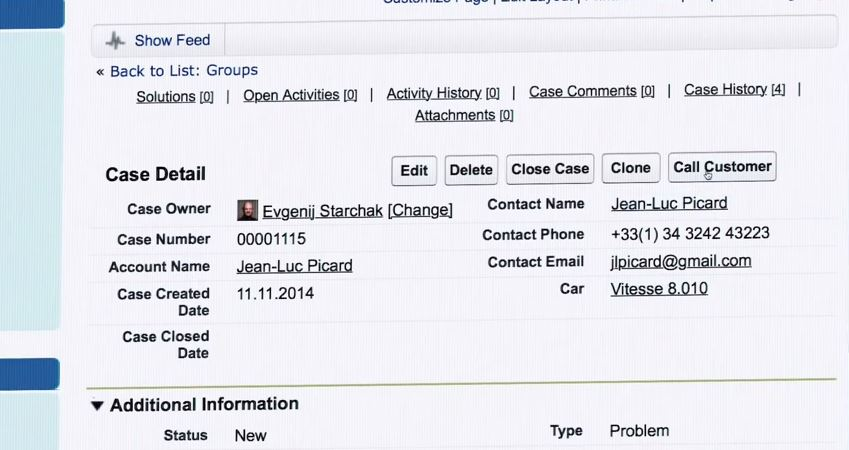 Customize Page | Edit Layout |
Show Feed
« Back to List: Groups
Solutions [0] | Open Activities [0] | Activity History [0] | Case Comments [0] | Case History [4] |
Attachments [0]
Case Detail Edit Delete Close Case Clone Call Customer
Case Owner Evgenij Starchak [Change] Contact Name Jean-Luc Picard
Case Number 00001115 Contact Phone +33(1) 34 3242 43223
Account Name Jean-Luc Picard Contact Email jlpicard@gmail.com
Case Created Date 11.11.2014 Car Vitesse 8.010
Case Closed Date
Additional Information
Status New Type Problem